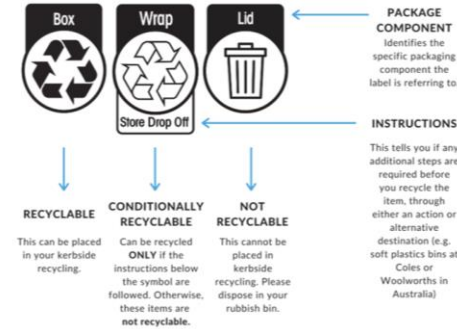 Box
Wrap
Lid
Store Drop Off
PACKAGE
COMPONENT
Identifies the
specific packaging
component the
label is referring to.
INSTRUCTIONS
This tells you if any
additional steps are
required before
you recycle the
item, through
either an action or
alternative
destination (e.g.
soft plastics bins at
Coles or
Woolworths in
Australia)
RECYCLABLE
This can be placed
in your kerbside
recycling.
CONDITIONALLY
RECYCLABLE
Can be recycled
ONLY if the
instructions below
the symbol are
followed. Otherwise,
these items are
not recyclable.
NOT
RECYCLABLE
This cannot be
placed in
kerbside
recycling. Please
dispose in your
rubbish bin.